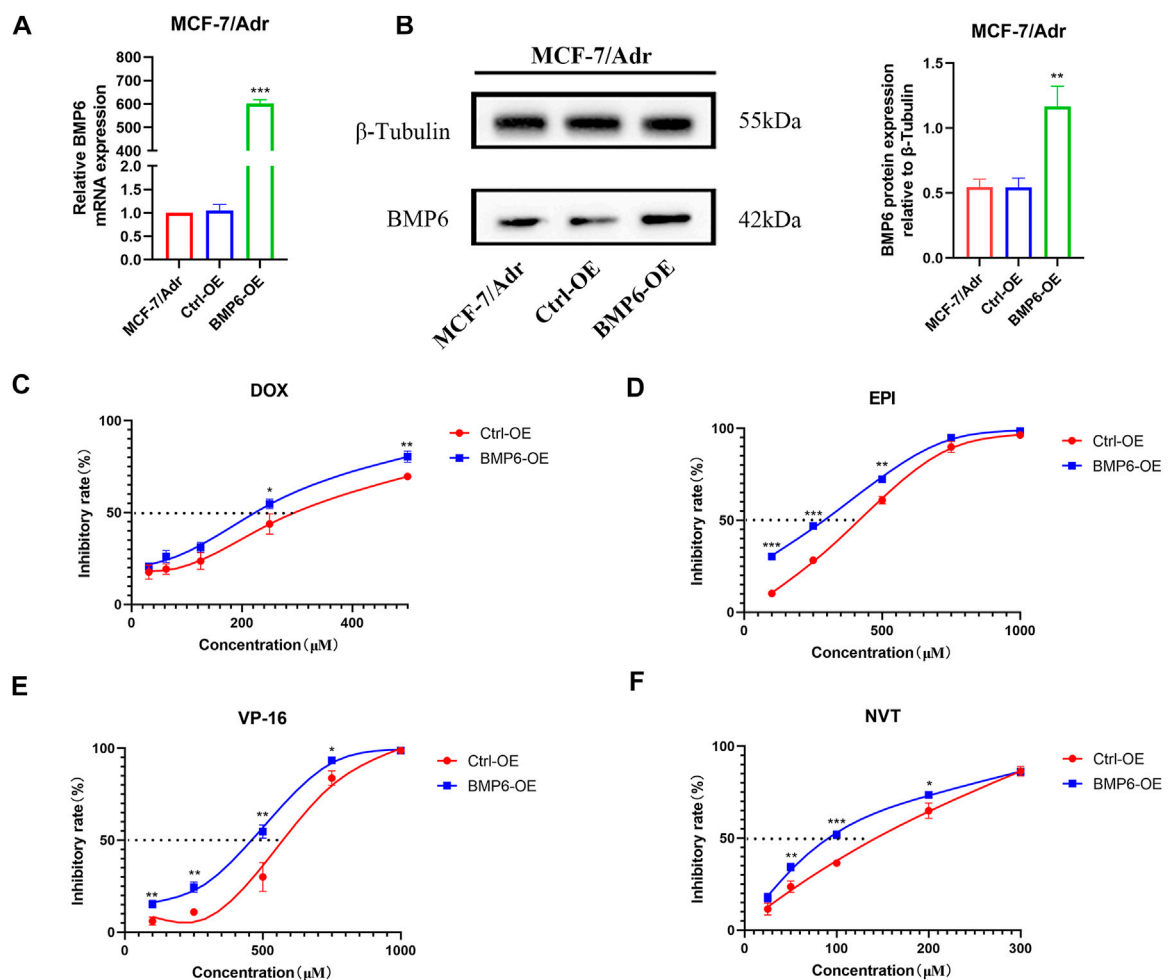 A
MCF-7/Adr
Relative BMP6
mRNA expression
800
700
600
500
400
2.0
1.5
1.0
0.5
0.0
***
MCF-7/Adr
Ctrl-OE
BMP6-OE
B
MCF-7/Adr
β-Tubulin
55kDa
BMP6
42kDa
MCF-7/Adr
Ctrl-OE
BMP6-OE
MCF-7/Adr
BMP6 protein expression
relative to β-Tubulin
1.5
1.0
0.5
0.0
**
MCF-7/Adr
Ctrl-OE
BMP6-OE
C
DOX
Inhibitory rate(%)
100
50
0
* **
0 200 400
Concentration(μM)
Ctrl-OE
BMP6-OE
D
EPI
Inhibitory rate(%)
100
50
0
*** *** **
0 500 1000
Concentration(μM)
Ctrl-OE
BMP6-OE
E
VP-16
Inhibitory rate(%)
100
50
0
** ** ** *
0 500 1000
Concentration(μM)
Ctrl-OE
BMP6-OE
F
NVT
Inhibitory rate(%)
100
50
0
** *** *
0 100 200 300
Concentration(μM)
Ctrl-OE
BMP6-OE